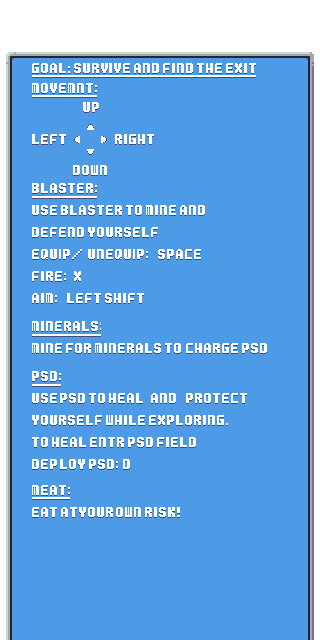 GOAL: SURVIVE AND FIND THE EXIT
MOVEMNT:
UP
LEFT RIGHT
DOWN
BLASTER:
USE BLASTER TO MINE AND
DEFEND YOURSELF
EQUIP/ UNEQUIP: SPACE
FIRE: X
AIM: LEFT SHIFT
MINERALS:
MINE FOR MINERALS TO CHARGE PSD
PSD:
USE PSD TO HEAL AND PROTECT
YOURSELF WHILE EXPLORING.
TO HEAL ENTR PSD FIELD
DEPLOY PSD: D
MEAT:
EAT AT YOUR OWN RISK!